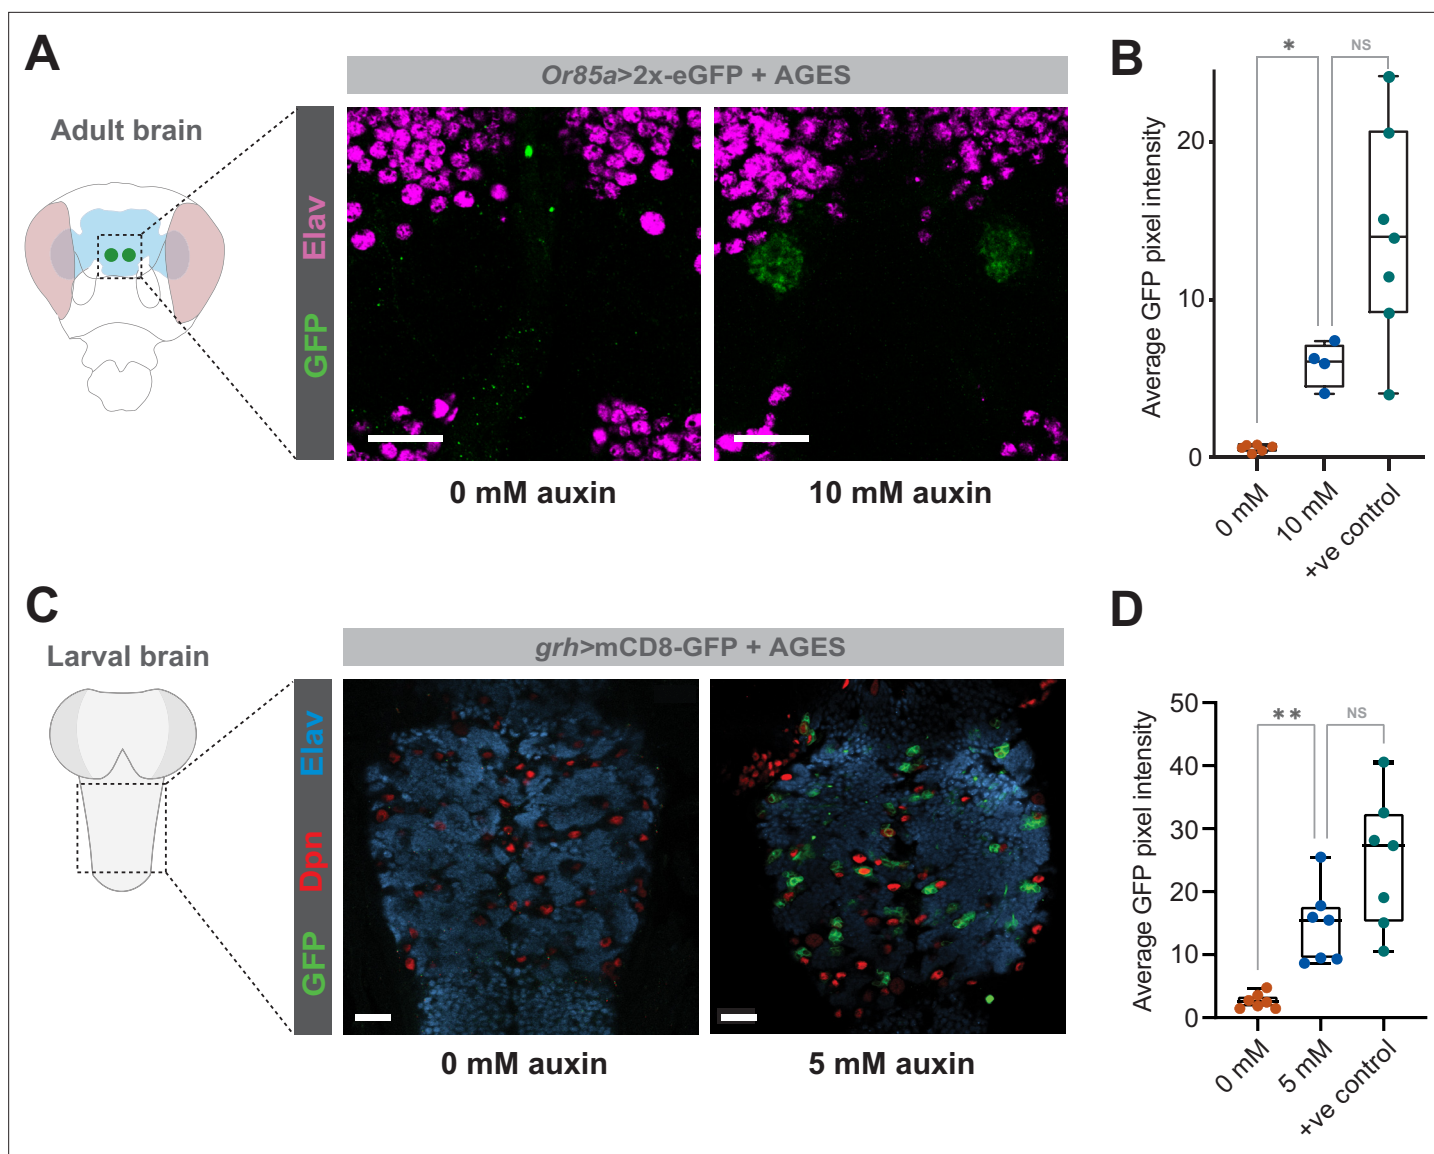 A
Adult brain
Or85a>2x-eGFP + AGES
GFP Elav
0 mM auxin
10 mM auxin
B
* NS
Average GFP pixel intensity
20
10
0
0 mM
10 mM
+ve control
C
Larval brain
grh>mCD8-GFP + AGES
GFP Dpn Elav
0 mM auxin
5 mM auxin
D
** NS
Average GFP pixel intensity
50
40
30
20
10
0
0 mM
5 mM
+ve control